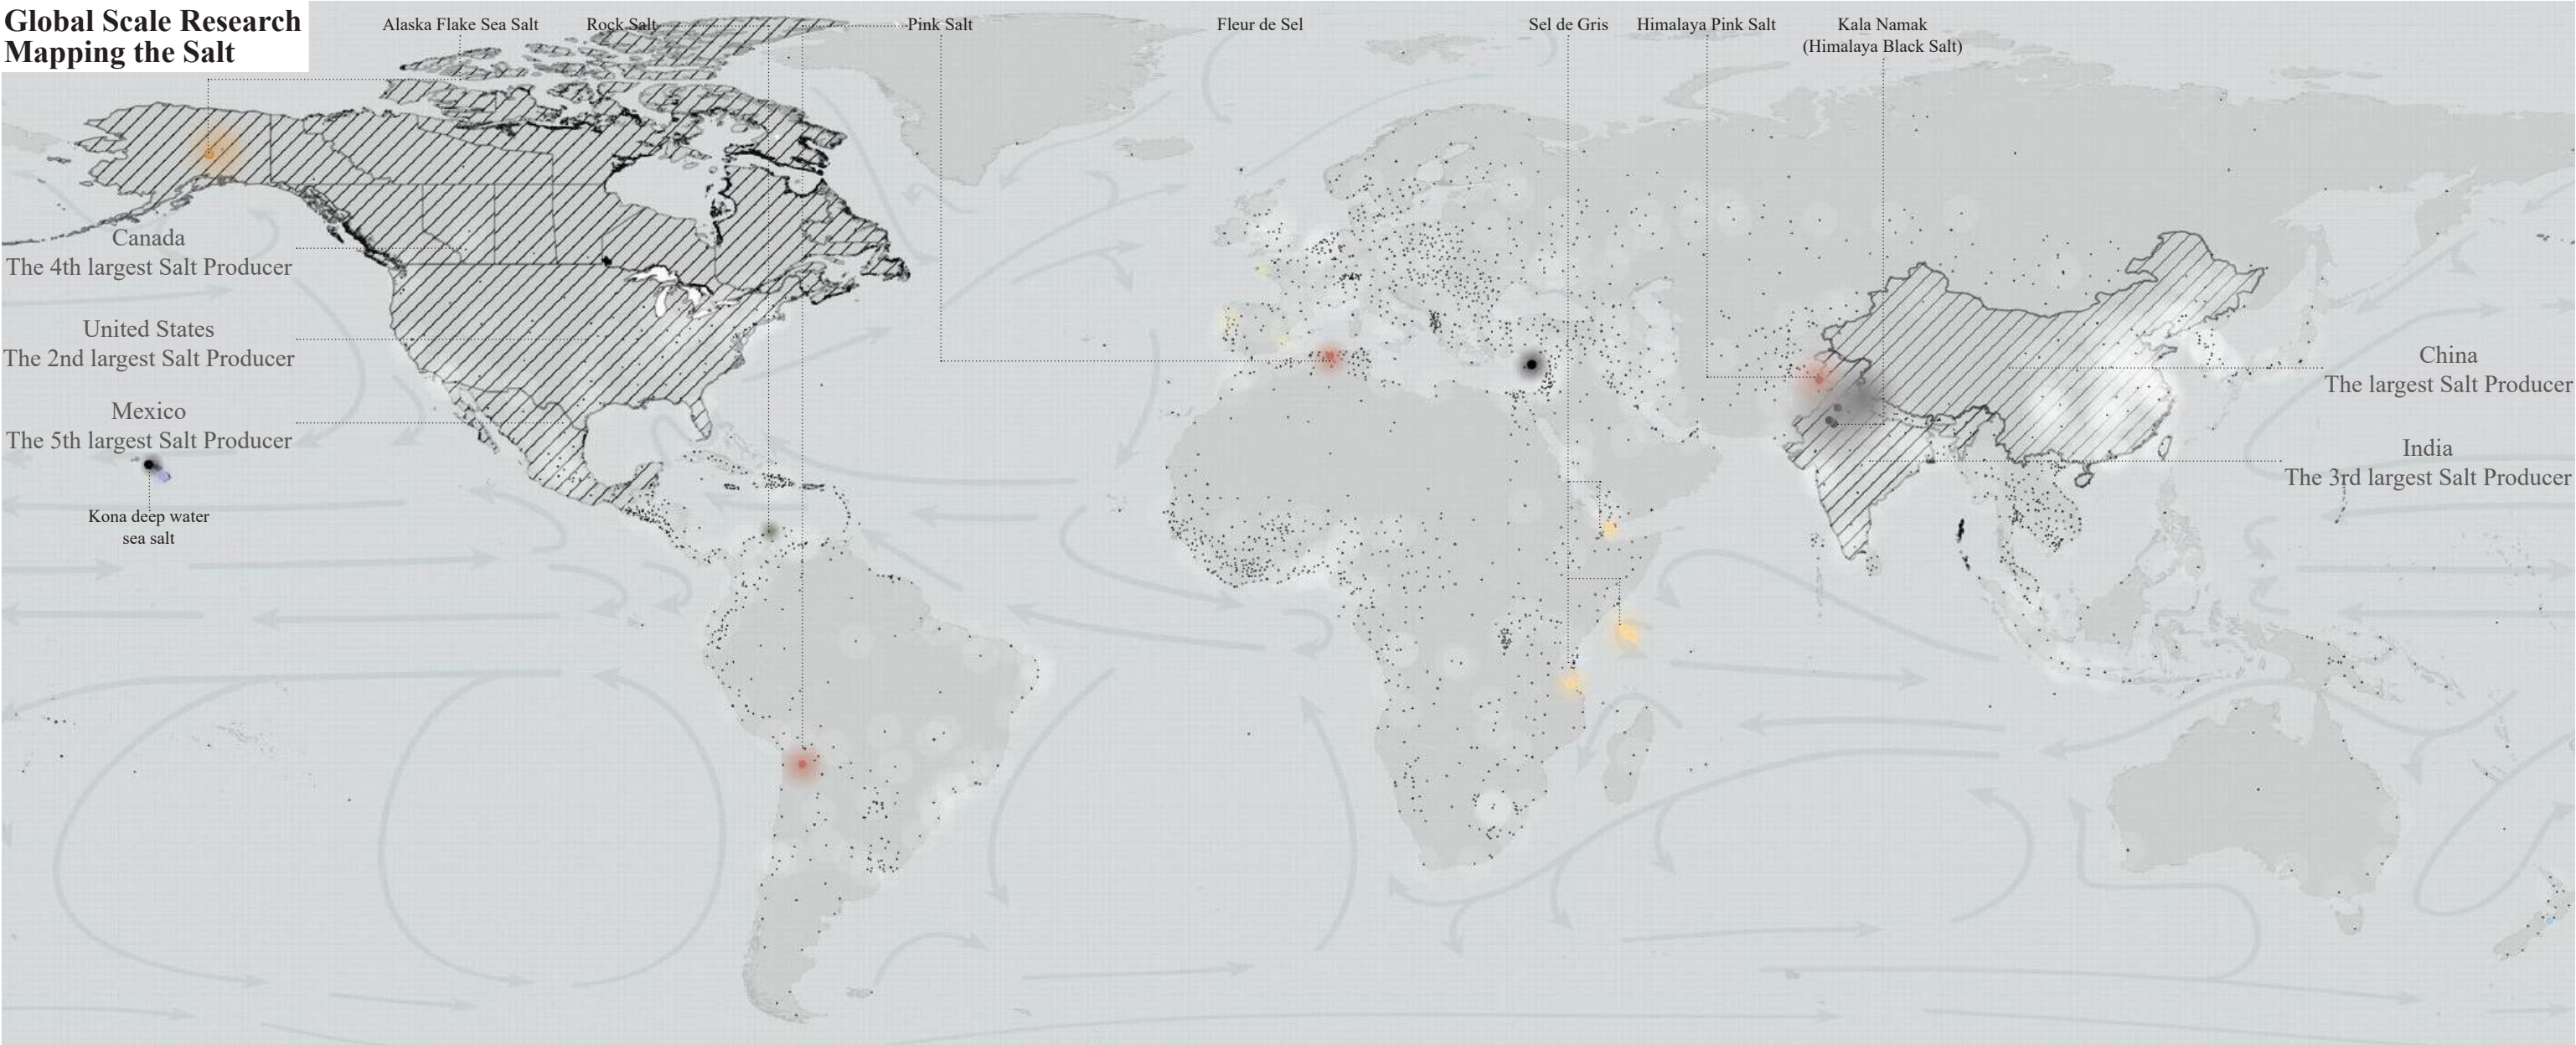 Global Scale Research
Mapping the Salt
Alaska Flake Sea Salt
Rock Salt
Pink Salt
Fleur de Sel
Sel de Gris
Himalaya Pink Salt
Kala Namak
(Himalaya Black Salt)
Canada
The 4th largest Salt Producer
United States
The 2nd largest Salt Producer
Mexico
The 5th largest Salt Producer
Kona deep water
sea salt
China
The largest Salt Producer
India
The 3rd largest Salt Producer